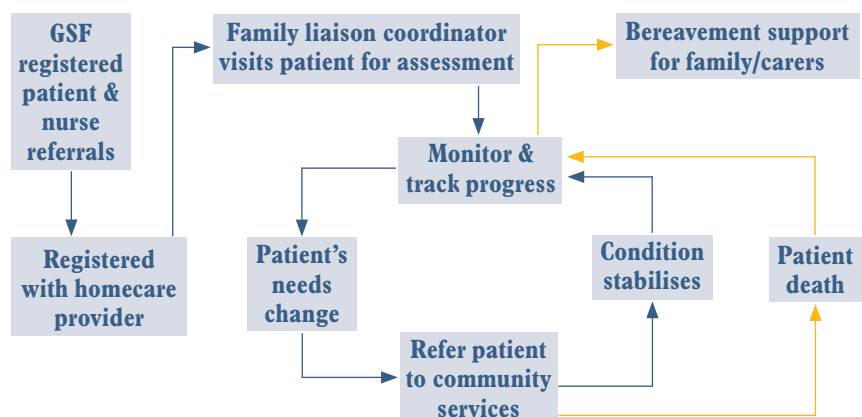 GSF
registered
patient &
nurse
referrals
Family liaison coordinator
visits patient for assessment
Bereavement support
for family/carers
Monitor &
track progress
Registered
with homecare
provider
Patient’s
needs
change
Condition
stabilises
Patient
death
Refer patient
to community
services